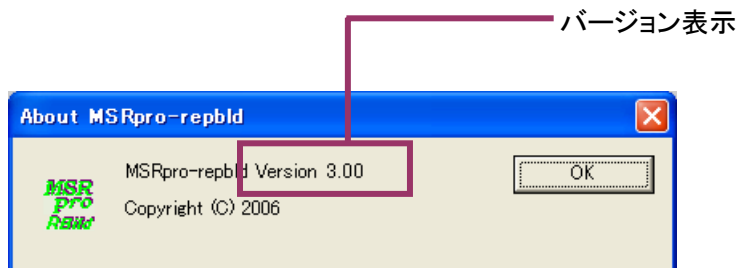 バージョン表示
About MSRpro-repbld
MSRpro-repbld Version 3.00
OK
Copyright (C) 2006
MSR
pro
RBild